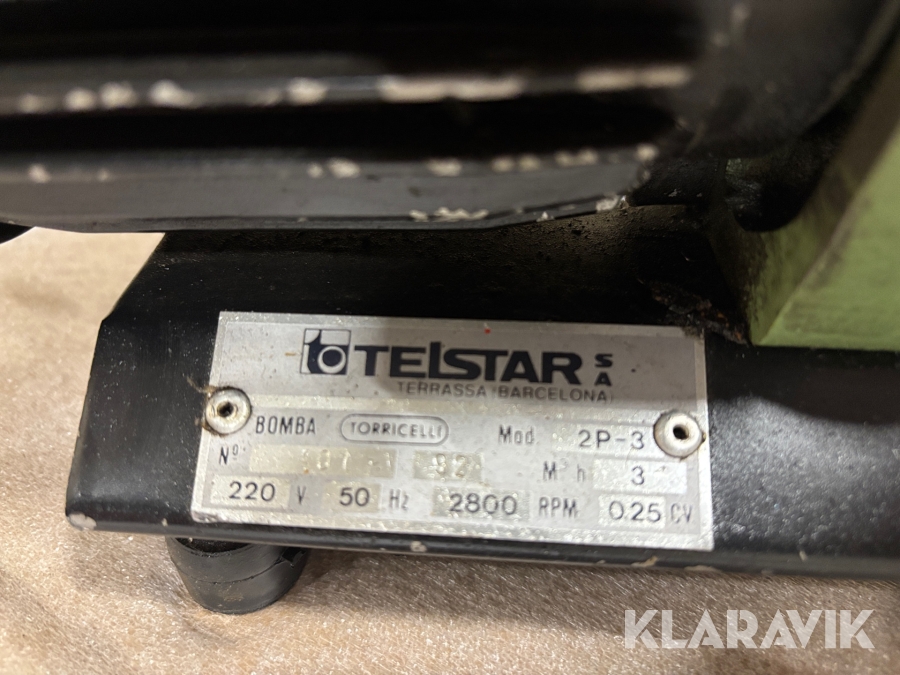 TELSTAR S A
TERRASSA (BARCELONA)
BOMBA TORRICELLI Mod. 2P-3
Nº 92 M³ h 3
220 V 50 Hz 2800 RPM 0.25 CV
KLARAVIK